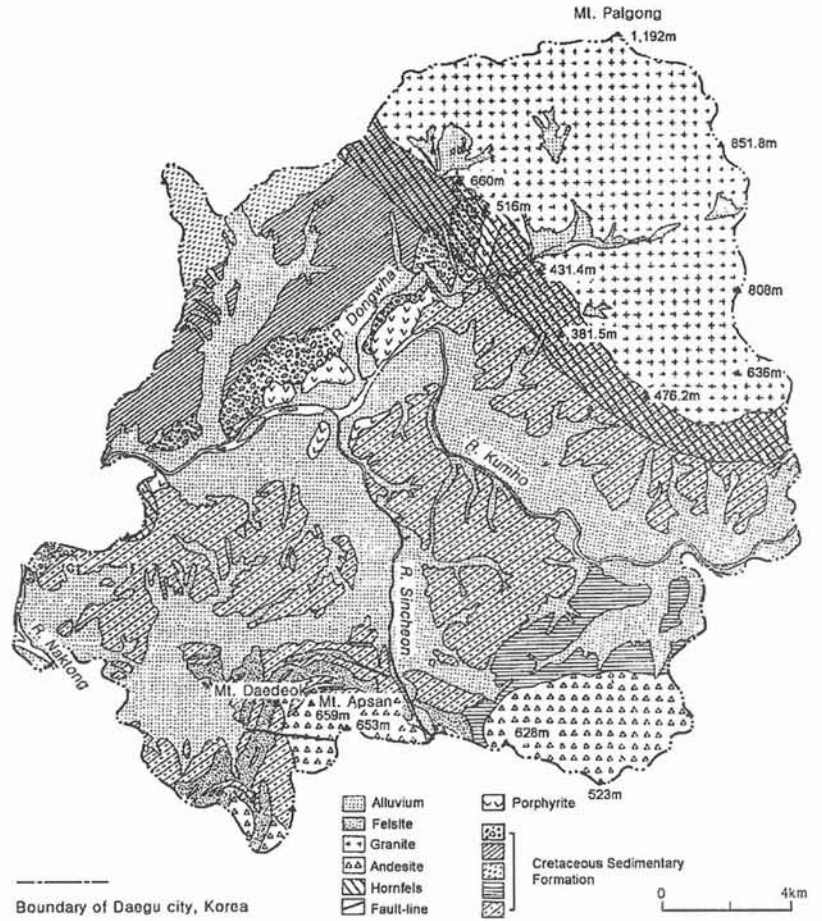 Mt. Palgong
1,192m
851.8m
660m
516m
431.4m
808m
R. Dongwha
381.5m
636m
476.2m
R. Kumho
R. Sincheon
R. Naklong
Mt. Daedeok
Mt. Apsan
659m
653m
628m
523m
Alluvium
Felsite
Granite
Andesite
Hornfels
Fault-line
Porphyrite
Cretaceous Sedimentary
Formation
Boundary of Daegu city, Korea
0 4km